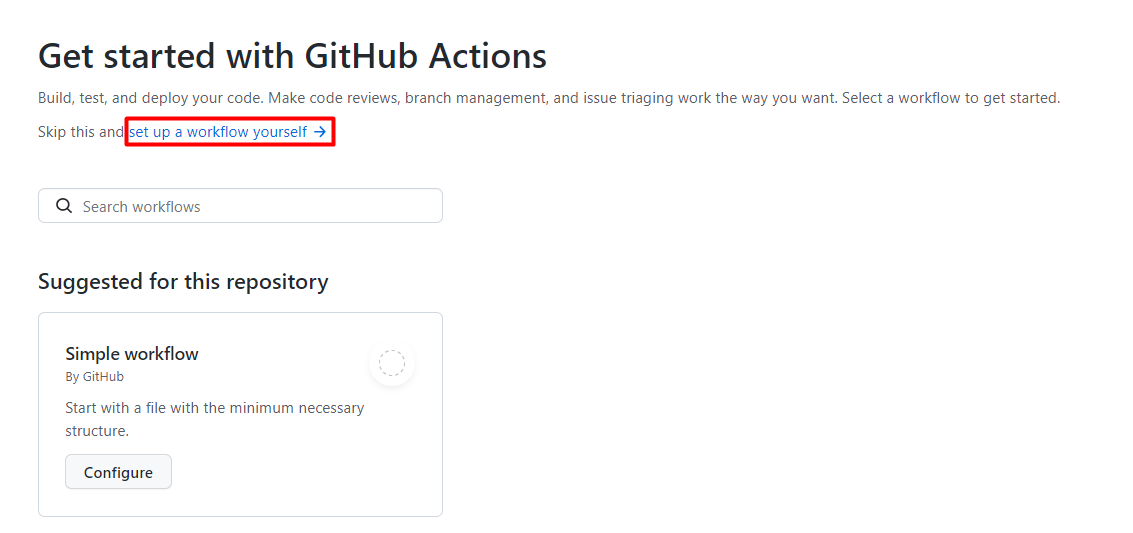 Get started with GitHub Actions
Build, test, and deploy your code. Make code reviews, branch management, and issue triaging work the way you want. Select a workflow to get started.
Skip this and set up a workflow yourself →
Search workflows
Suggested for this repository
Simple workflow
By GitHub
Start with a file with the minimum necessary
structure.
Configure